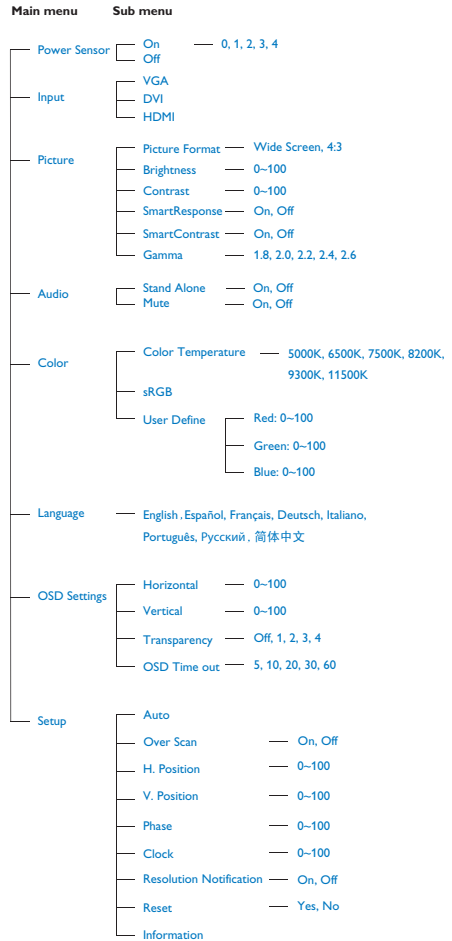 Main menu Sub menu
Power Sensor On 0, 1, 2, 3, 4
Off
Input VGA
DVI
HDMI
Picture Picture Format Wide Screen, 4:3
Brightness 0~100
Contrast 0~100
SmartResponse On, Off
SmartContrast On, Off
Gamma 1.8, 2.0, 2.2, 2.4, 2.6
Audio Stand Alone On, Off
Mute On, Off
Color Color Temperature 5000K, 6500K, 7500K, 8200K,
9300K, 11500K
sRGB
User Define Red: 0~100
Green: 0~100
Blue: 0~100
Language English, Español, Français, Deutsch, Italiano,
Português, Русский, 简体中文
OSD Settings Horizontal 0~100
Vertical 0~100
Transparency Off, 1, 2, 3, 4
OSD Time out 5, 10, 20, 30, 60
Setup Auto
Over Scan On, Off
H. Position 0~100
V. Position 0~100
Phase 0~100
Clock 0~100
Resolution Notification On, Off
Reset Yes, No
Information